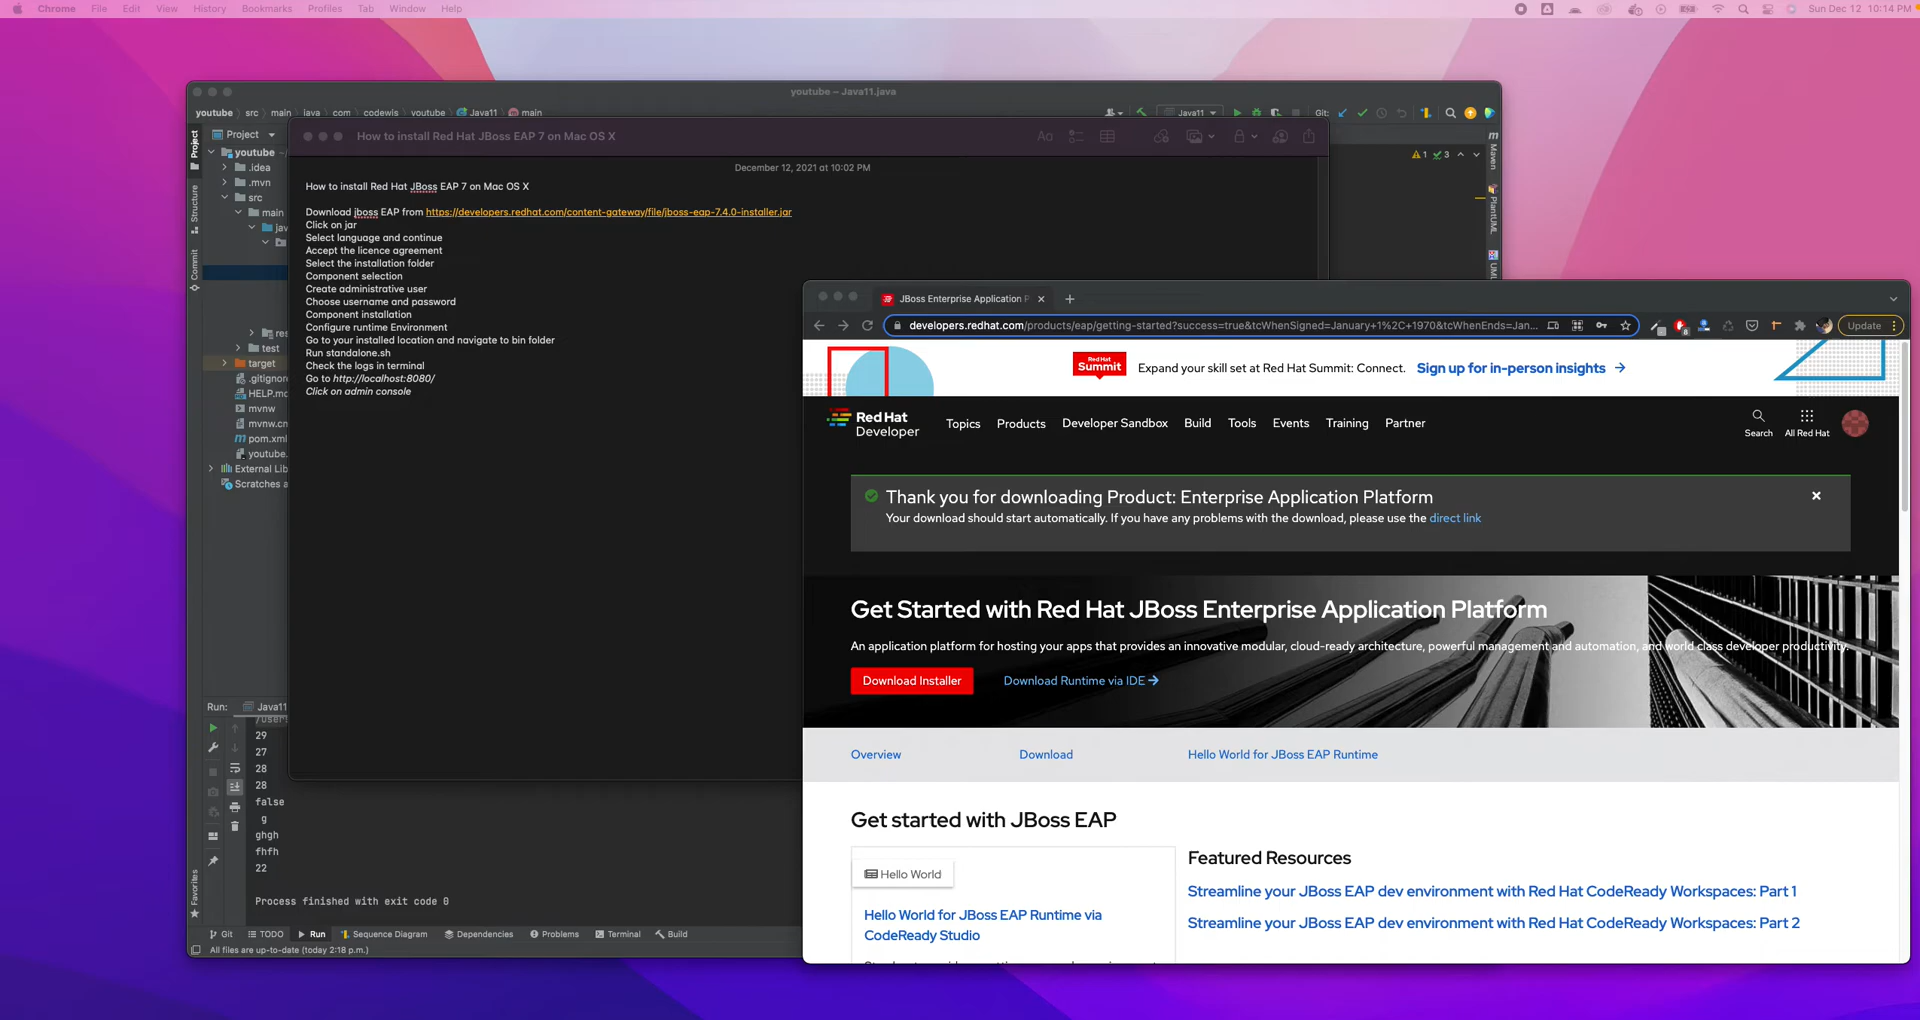 Chrome File Edit View History Bookmarks Profiles Tab Window Help
Sun Dec 12 10:14 PM
youtube – Java11.java
youtube src main java com codewis youtube Java11 main
Java11
Git:
Project
youtube
.idea
.mvn
src
main
test
target
HELP.md
mvnw
pom.xml
External Lib
Scratches a
Project
Structure
Commit
Favorites
Maven
PlantUML
1 3
How to install Red Hat JBoss EAP 7 on Mac OS X
December 12, 2021 at 10:02 PM
How to install Red Hat JBoss EAP 7 on Mac OS X
Download jboss EAP from https://developers.redhat.com/content-gateway/file/jboss-eap-7.4.0-installer.jar
Click on jar
Select language and continue
Accept the licence agreement
Select the installation folder
Component selection
Create administrative user
Choose username and password
Component installation
Configure runtime Environment
Go to your installed location and navigate to bin folder
Run standalone.sh
Check the logs in terminal
Go to http://localhost:8080/
Click on admin console
Run: Java11
29
27
28
28
false
g
ghgh
fhfh
22
Process finished with exit code 0
Git TODO Run Sequence Diagram Dependencies Problems Terminal Build
All files are up-to-date (today 2:18 p.m.)
JBoss Enterprise Application P
developers.redhat.com/products/eap/getting-started?success=true&tcWhenSigned=January+1%2C+1970&tcWhenEnds=Jan...
Update
Red Hat
Summit
Expand your skill set at Red Hat Summit: Connect. Sign up for in-person insights →
Red Hat
Developer
Topics Products Developer Sandbox Build Tools Events Training Partner
Search All Red Hat
Thank you for downloading Product: Enterprise Application Platform
Your download should start automatically. If you have any problems with the download, please use the direct link
Get Started with Red Hat JBoss Enterprise Application Platform
An application platform for hosting your apps that provides an innovative modular, cloud-ready architecture, powerful management and automation, and world class developer productivity.
Download Installer Download Runtime via IDE →
Overview Download Hello World for JBoss EAP Runtime
Get started with JBoss EAP
Hello World
Hello World for JBoss EAP Runtime via
CodeReady Studio
Featured Resources
Streamline your JBoss EAP dev environment with Red Hat CodeReady Workspaces: Part 1
Streamline your JBoss EAP dev environment with Red Hat CodeReady Workspaces: Part 2